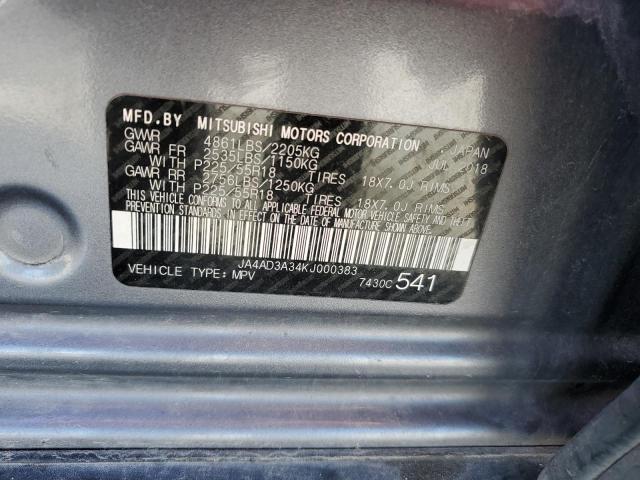 MFD.BY MITSUBISHI MOTORS CORPORATION JAPAN
GVWR 4861LBS/2205KG JUL 2018
GAWR FR 2535LBS/1150KG
WITH P225/55R18 TIRES 18X7.0J RIMS
GAWR RR 2756LBS/1250KG
WITH P225/55R18 TIRES 18X7.0J RIMS
THIS VEHICLE CONFORMS TO ALL APPLICABLE FEDERAL MOTOR VEHICLE SAFETY AND THEFT
PREVENTION STANDARDS IN EFFECT ON THE DATE OF MANUFACTURE SHOWN ABOVE.
JA4AD3A34KJ000383
VEHICLE TYPE: MPV 7430C 541